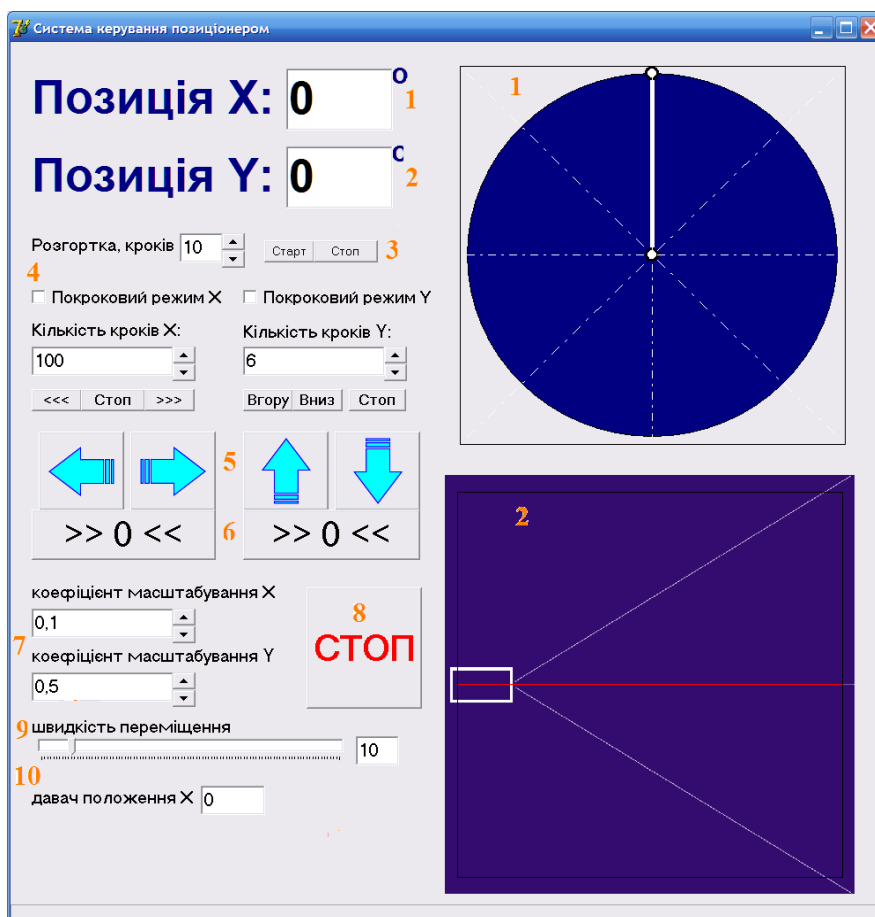 Система керування позиціонером
Позиція X: 0 о 1
Позиція Y: 0 с 2
Розгортка, кроків 10 Старт Стоп 3
4
Покроковий режим X Покроковий режим Y
Кількість кроків X: Кількість кроків Y:
100 6
<<< Стоп >>> Вгору Вниз Стоп
5
>> 0 << 6 >> 0 <<
коефіцієнт масштабування X
0,1
7
коефіцієнт масштабування Y
0,5
8
СТОП
9 швидкість переміщення
10
10
давач положення X 0
1
2